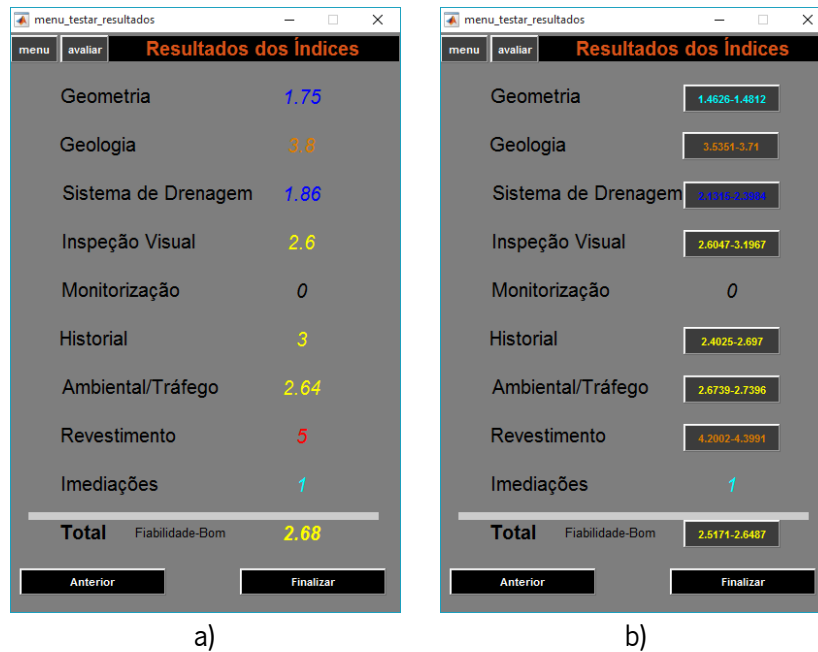 menu_testar_resultados
menu avaliar Resultados dos Índices
Geometria 1.75
Geologia 3.8
Sistema de Drenagem 1.86
Inspeção Visual 2.6
Monitorização 0
Historial 3
Ambiental/Tráfego 2.64
Revestimento 5
Imediações 1
Total Fiabilidade-Bom 2.68
Anterior Finalizar
a)
menu_testar_resultados
menu avaliar Resultados dos Índices
Geometria 1.4626-1.4812
Geologia 3.5351-3.71
Sistema de Drenagem 2.1315-2.3984
Inspeção Visual 2.6047-3.1967
Monitorização 0
Historial 2.4025-2.697
Ambiental/Tráfego 2.6739-2.7396
Revestimento 4.2002-4.3991
Imediações 1
Total Fiabilidade-Bom 2.5171-2.6487
Anterior Finalizar
b)